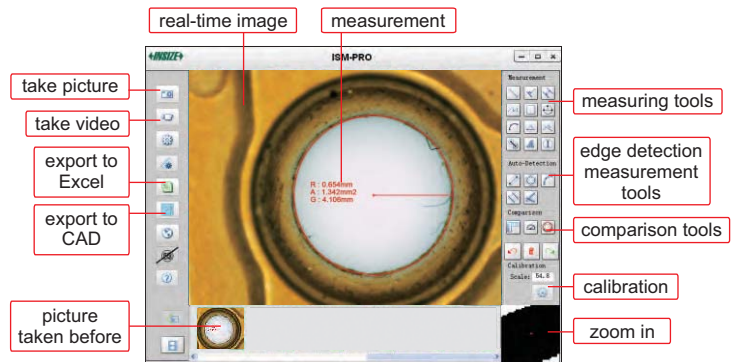 real-time image
measurement
+INSIZE+
ISM-PRO
take picture
take video
export to
Excel
export to
CAD
picture
taken before
R : 0.654mm
A : 1.342mm2
G : 4.106mm
Measurement
Auto-Detection
Comparison
Calibration
Scale: 54.8
measuring tools
edge detection
measurement
tools
comparison tools
calibration
zoom in